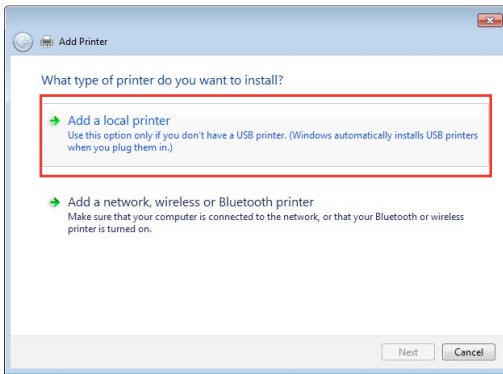 Add Printer
What type of printer do you want to install?
Add a local printer
Use this option only if you don't have a USB printer. (Windows automatically installs USB printers
when you plug them in.)
Add a network, wireless or Bluetooth printer
Make sure that your computer is connected to the network, or that your Bluetooth or wireless
printer is turned on.
Next Cancel